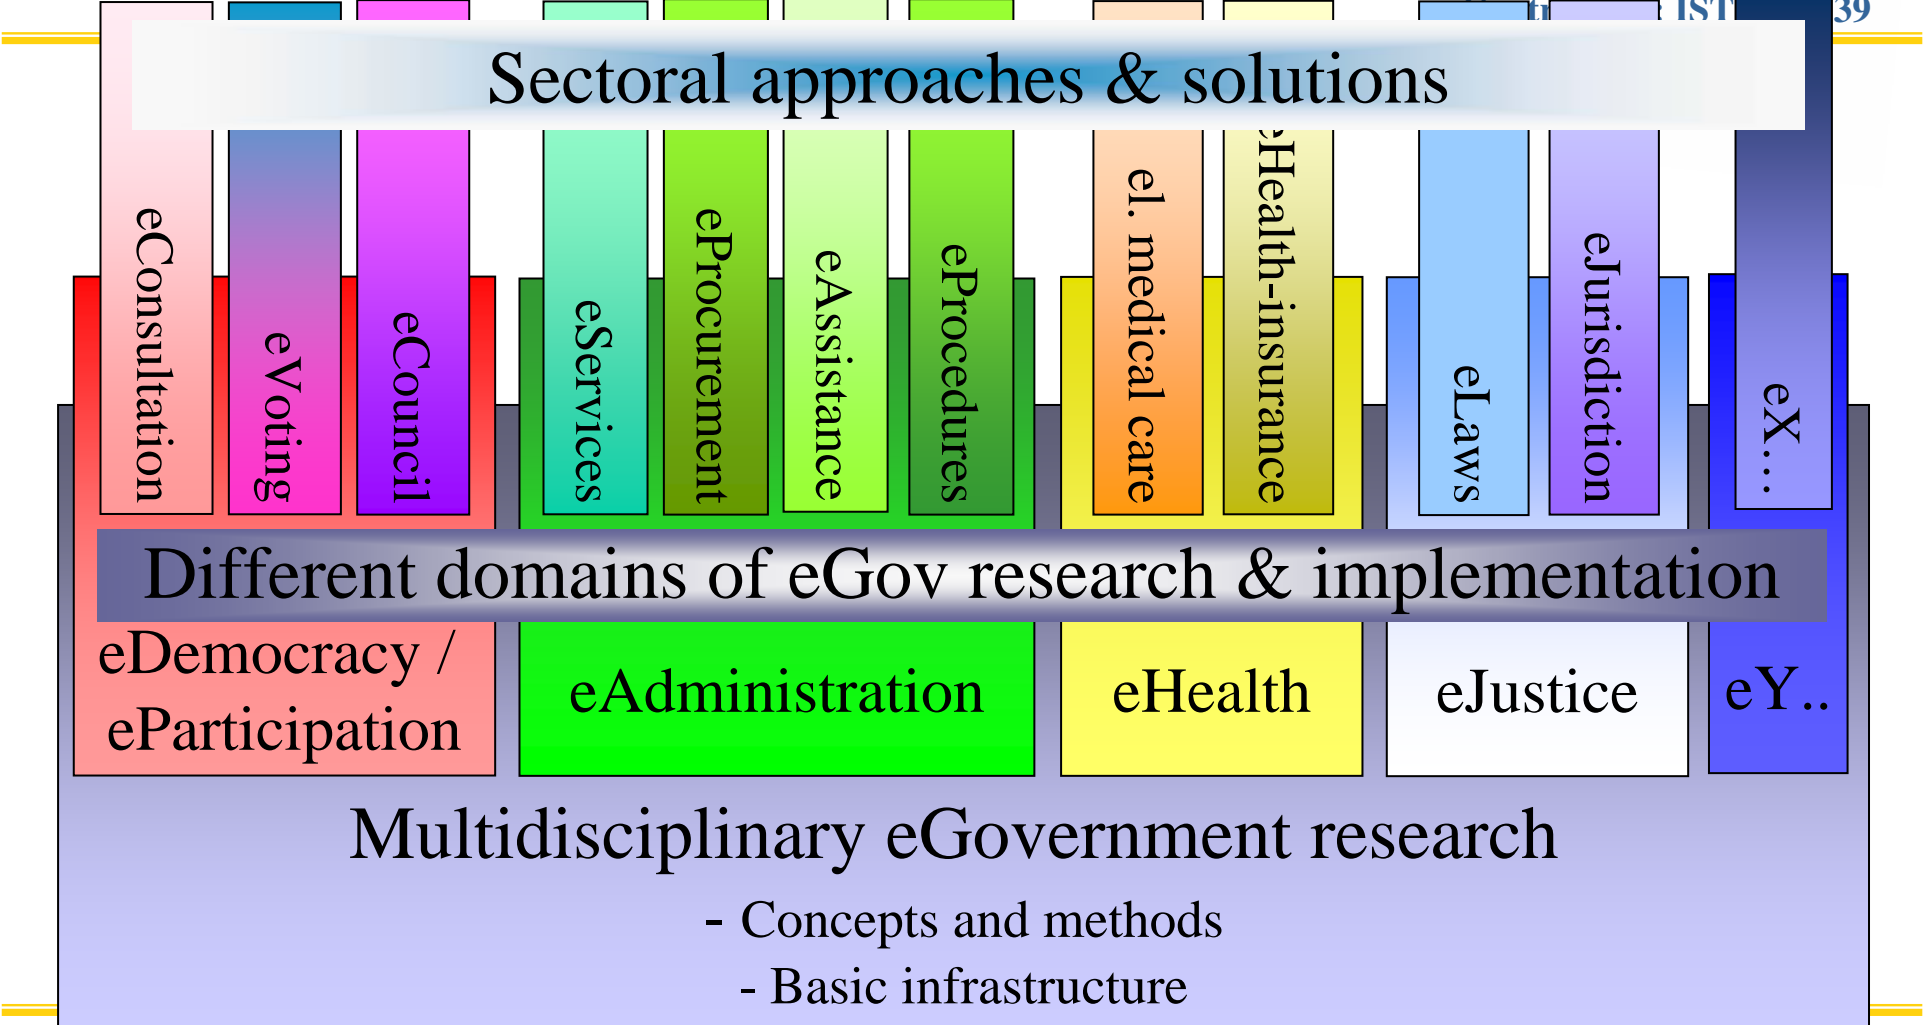 IST
39
Sectoral approaches & solutions
eConsultation
eVoting
eCouncil
eServices
eProcurement
eAssistance
eProcedures
el. medical care
eHealth-insurance
eLaws
eJurisdiction
eX....
Different domains of eGov research & implementation
eDemocracy /
eParticipation
eAdministration
eHealth
eJustice
eY..
Multidisciplinary eGovernment research
- Concepts and methods
- Basic infrastructure